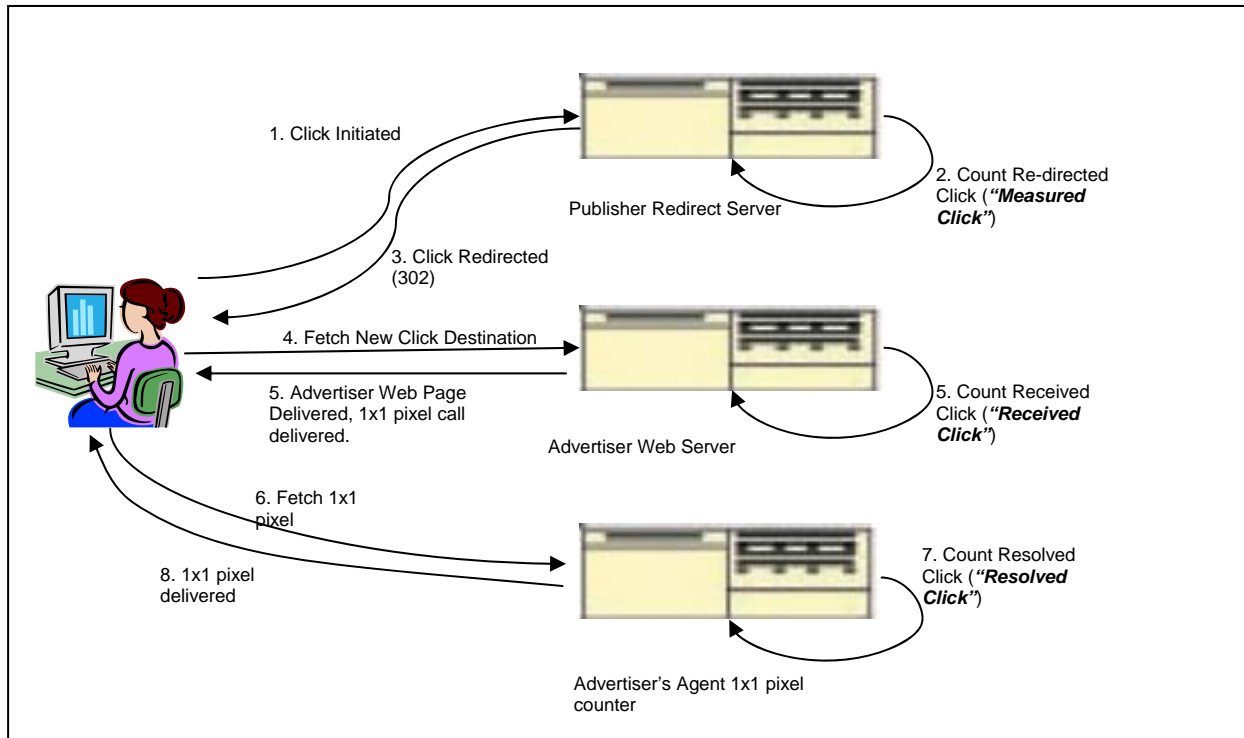 1. Click Initiated
2. Count Re-directed
Click (“Measured
Click”)
Publisher Redirect Server
3. Click Redirected
(302)
4. Fetch New Click Destination
5. Advertiser Web Page
Delivered, 1x1 pixel call
delivered.
5. Count Received
Click (“Received
Click”)
Advertiser Web Server
6. Fetch 1x1
pixel
7. Count Resolved
Click (“Resolved
Click”)
8. 1x1 pixel
delivered
Advertiser’s Agent 1x1 pixel
counter